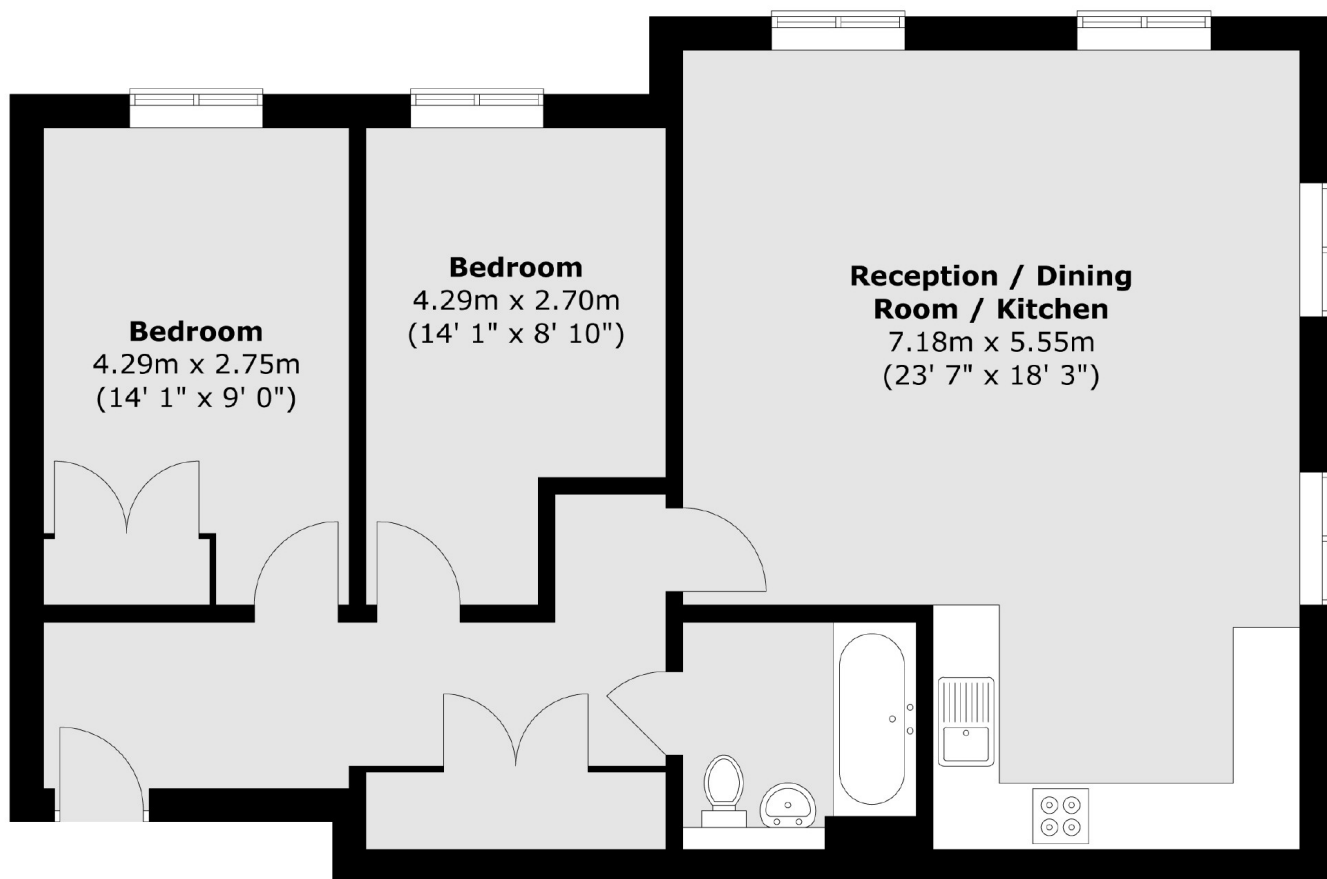 Bedroom
4.29m x 2.75m
(14' 1" x 9' 0")
Bedroom
4.29m x 2.70m
(14' 1" x 8' 10")
Reception / Dining
Room / Kitchen
7.18m x 5.55m
(23' 7" x 18' 3")